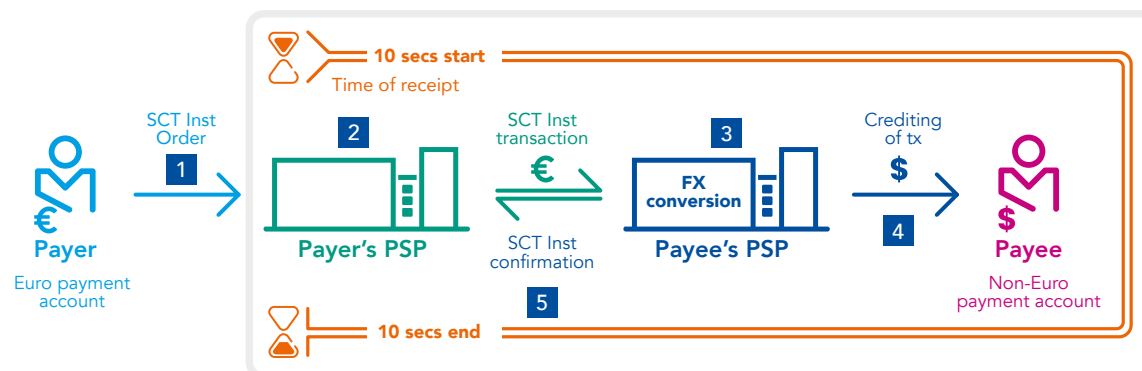 10 secs start
Time of receipt
SCT Inst
Order
1
2
SCT Inst
transaction
€
3
FX
conversion
Crediting
of tx
$
4
€
Payer
Euro payment
account
Payer's PSP
SCT Inst
confirmation
5
Payee's PSP
$
Payee
Non-Euro
payment account
10 secs end